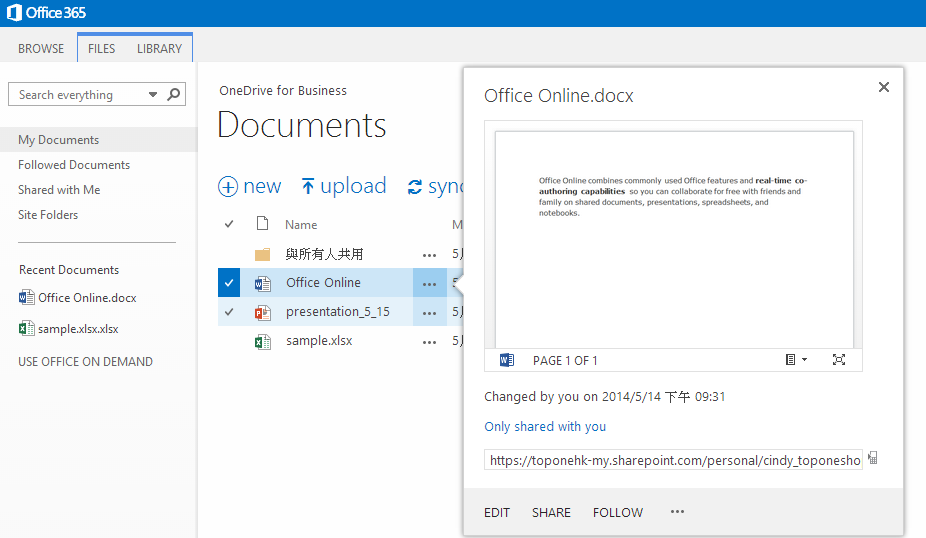 Office 365
BROWSE FILES LIBRARY
Search everything
My Documents
Followed Documents
Shared with Me
Site Folders
Recent Documents
Office Online.docx
sample.xlsx.xlsx
USE OFFICE ON DEMAND
OneDrive for Business
Documents
new upload sync
Name M
與所有人共用 ... 5月
Office Online ... 5
presentation_5_15 ... 5月
sample.xlsx ... 5月
Office Online.docx
Office Online combines commonly used Office features and real-time co-
authoring capabilities so you can collaborate for free with friends and
family on shared documents, presentations, spreadsheets, and
notebooks.
PAGE 1 OF 1
Changed by you on 2014/5/14 下午 09:31
Only shared with you
https://toponehk-my.sharepoint.com/personal/cindy_toponesho
EDIT SHARE FOLLOW ...